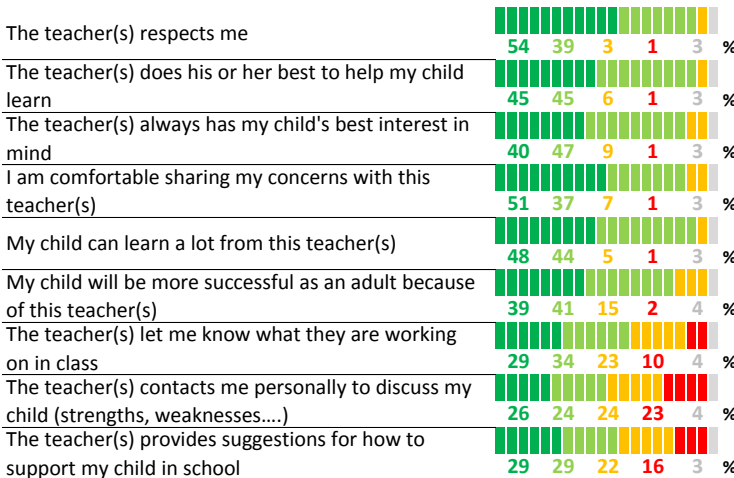 The teacher(s) respects me
54 39 3 1 3 %
The teacher(s) does his or her best to help my child
learn
45 45 6 1 3 %
The teacher(s) always has my child's best interest in
mind
40 47 9 1 3 %
I am comfortable sharing my concerns with this
teacher(s)
51 37 7 1 3 %
My child can learn a lot from this teacher(s)
48 44 5 1 3 %
My child will be more successful as an adult because
of this teacher(s)
39 41 15 2 4 %
The teacher(s) let me know what they are working
on in class
29 34 23 10 4 %
The teacher(s) contacts me personally to discuss my
child (strengths, weaknesses....)
26 24 24 23 4 %
The teacher(s) provides suggestions for how to
support my child in school
29 29 22 16 3 %